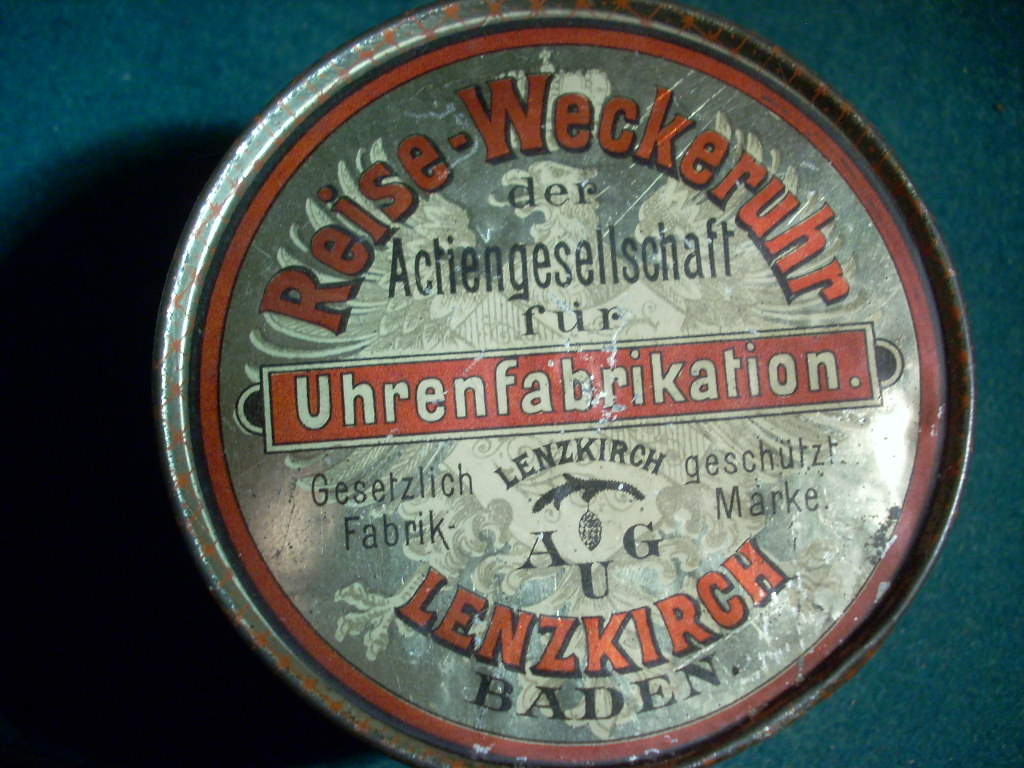 Reise-Weckeruhr
der
Actiengesellschaft
für
Uhrenfabrikation.
Gesetzlich geschützt.
Fabrik- Marke.
LENZKIRCH
A G
U
LENZKIRCH
BADEN.